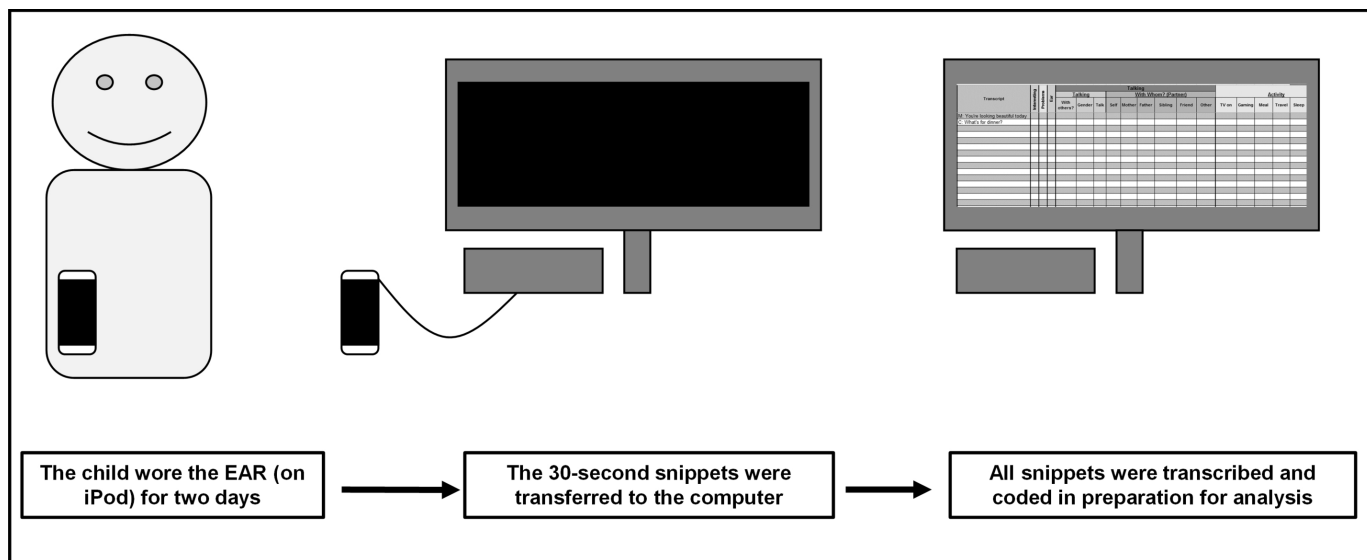 Talking
Transcript
Interesting
Problems
Ear
Talking
With Whom? (Partner)
Activity
With others?
Gender
Talk
Self
Mother
Father
Sibling
Friend
Other
TV on
Gaming
Meal
Travel
Sleep
M: You're looking beautiful today
C: What's for dinner?
The child wore the EAR (on
iPod) for two days
The 30-second snippets were
transferred to the computer
All snippets were transcribed and
coded in preparation for analysis